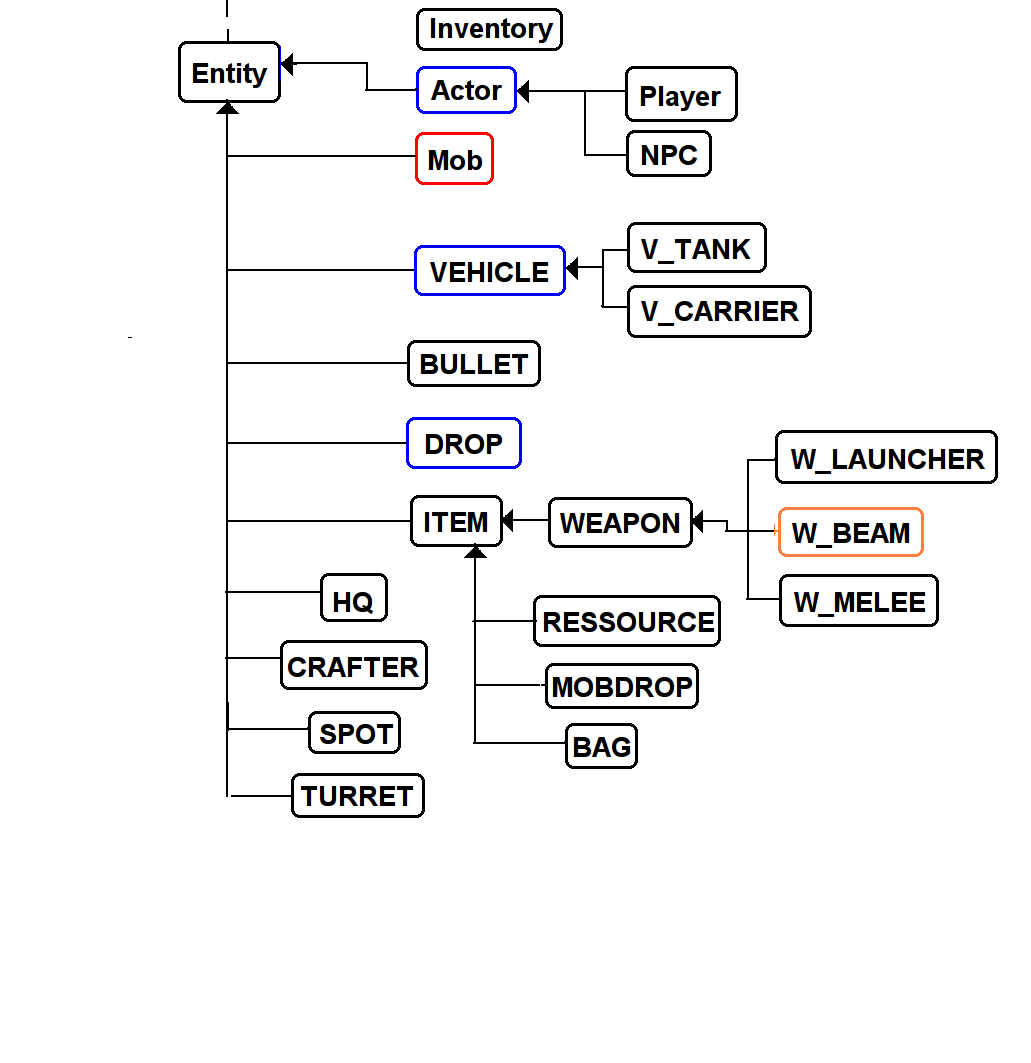 Inventory
Entity
Actor
Player
Mob
NPC
V_TANK
VEHICLE
V_CARRIER
BULLET
DROP
W_LAUNCHER
ITEM
WEAPON
W_BEAM
HQ
W_MELEE
RESSOURCE
CRAFTER
MOBDROP
SPOT
BAG
TURRET